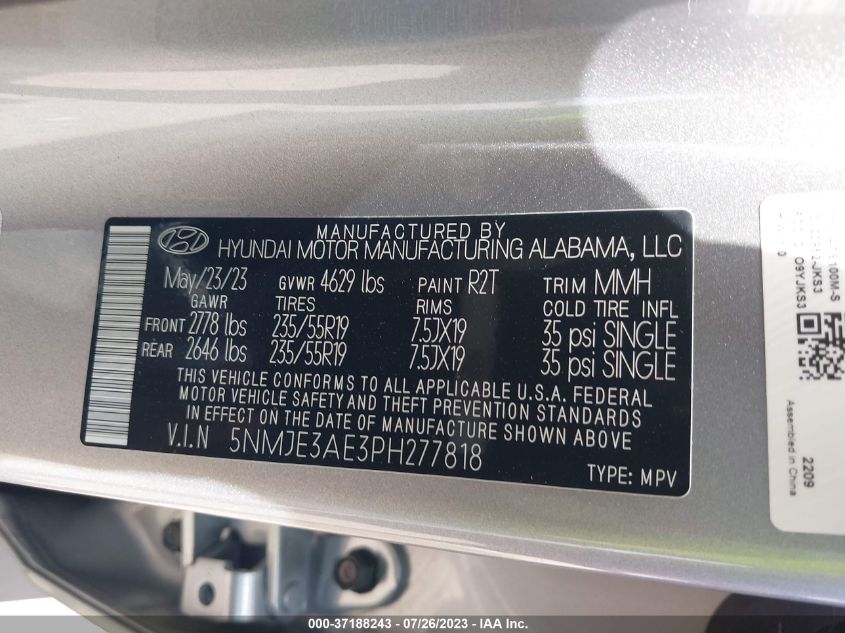 MANUFACTURED BY
HYUNDAI MOTOR MANUFACTURING ALABAMA, LLC
May/23/23 GVWR 4629 lbs PAINT R2T TRIM MMH
GAWR TIRES RIMS COLD TIRE INFL
FRONT 2778 lbs 235/55R19 7.5JX19 35 psi SINGLE
REAR 2646 lbs 235/55R19 7.5JX19 35 psi SINGLE
THIS VEHICLE CONFORMS TO ALL APPLICABLE U.S.A. FEDERAL
MOTOR VEHICLE SAFETY AND THEFT PREVENTION STANDARDS
IN EFFECT ON THE DATE OF MANUFACTURE SHOWN ABOVE
V.I.N 5NMJE3AE3PH277818
TYPE: MPV
O9YJKS3
2209
Assembled in China
000-37188243 - 07/26/2023 - IAA Inc.